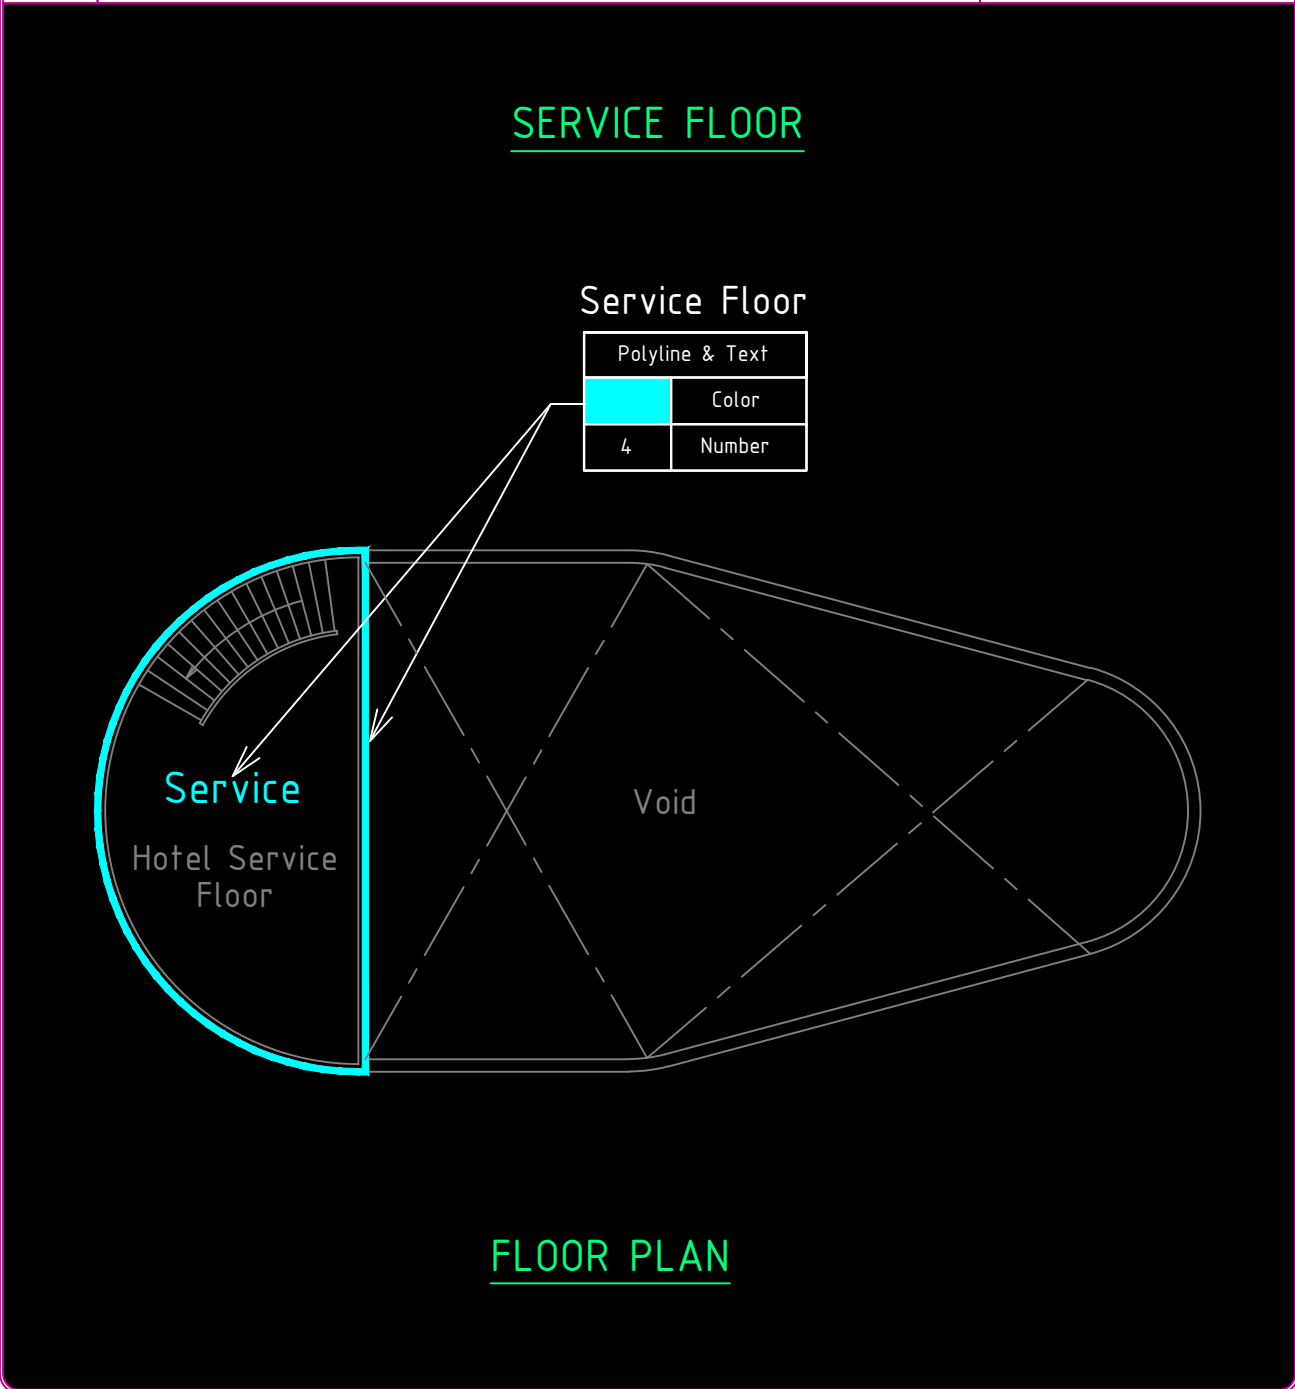 SERVICE FLOOR
Service Floor
Polyline & Text
Color
4 Number
Service
Hotel Service
Floor
Void
FLOOR PLAN